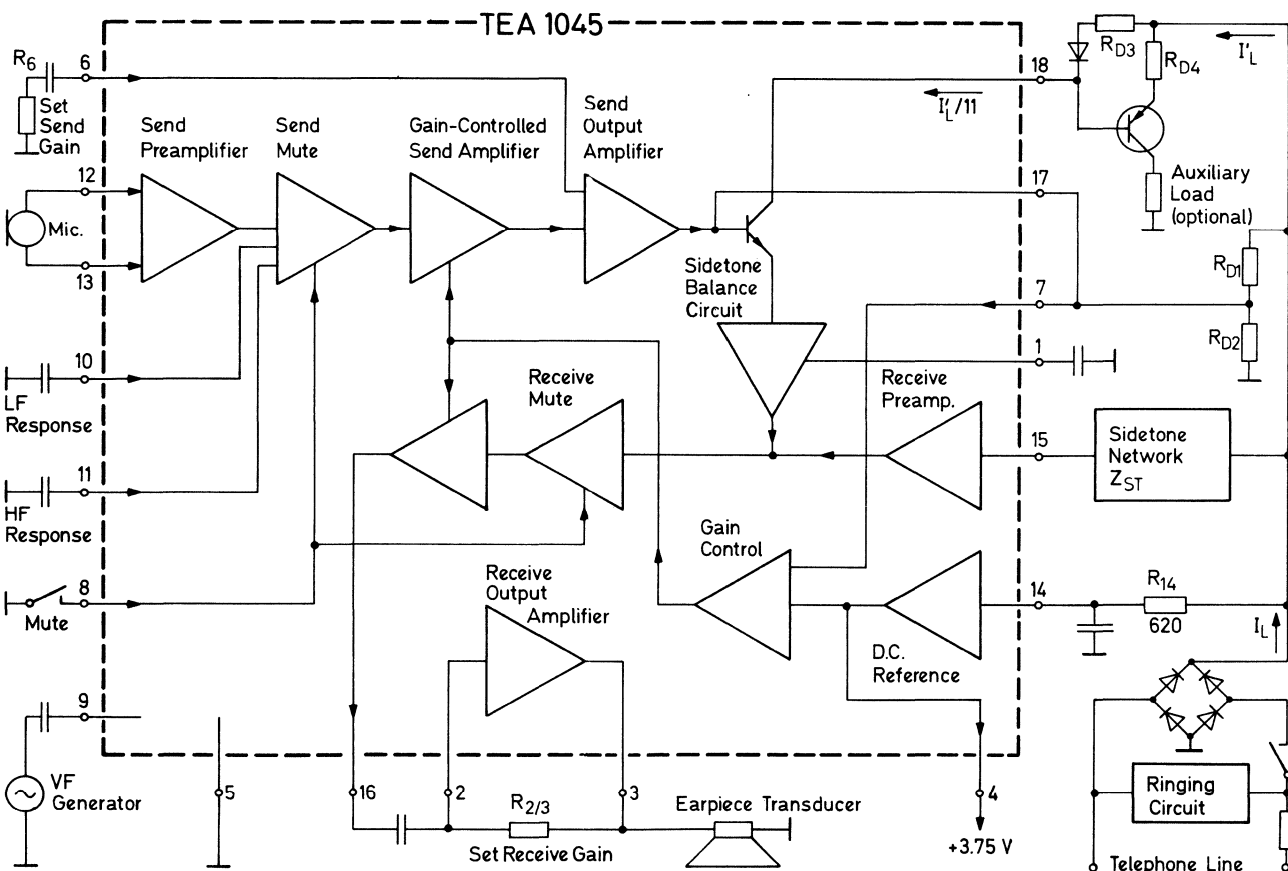 TEA 1045
R6
6
Set
Send
Gain
Send
Preamplifier
Send
Mute
Gain-Controlled
Send Amplifier
Send
Output
Amplifier
18
I'L/11
RD3
I'L
RD4
Auxiliary
Load
(optional)
12
Mic.
13
17
Sidetone
Balance
Circuit
7
RD1
RD2
1
10
LF
Response
Receive
Mute
Receive
Preamp.
15
Sidetone
Network
ZST
11
HF
Response
Gain
Control
8
Mute
Receive
Output
Amplifier
14
R14
620
IL
D.C.
Reference
9
VF
Generator
5
16
2
R2/3
3
Set Receive Gain
Earpiece Transducer
4
+3.75 V
Ringing
Circuit
Telephone Line